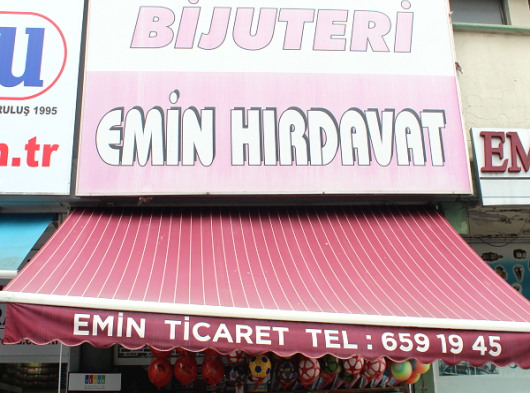 BİJUTERİ
EMİN HIRDAVAT
u
RULUŞ 1995
n.tr
EM
EMİN TİCARET TEL : 659 19 45